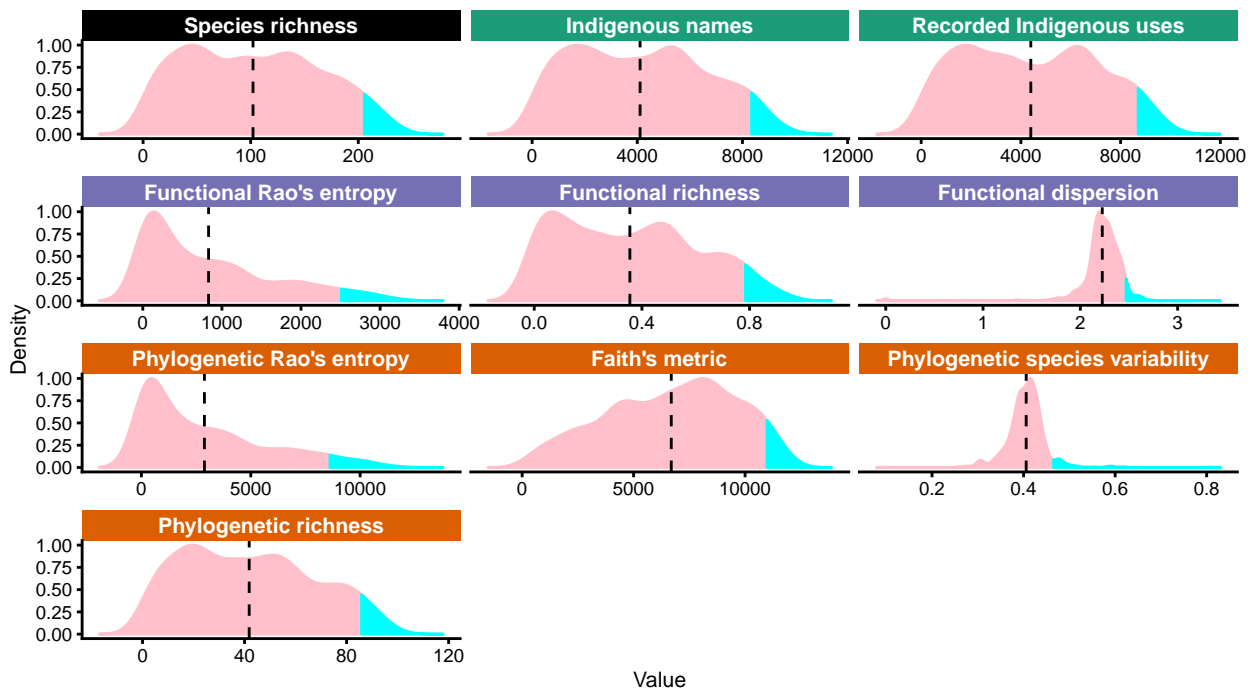 Species richness
Indigenous names
Recorded Indigenous uses
1.00
0.75
0.50
0.25
0.00
0 100 200
0 4000 8000 12000
0 4000 8000 12000
Functional Rao's entropy
Functional richness
Functional dispersion
1.00
0.75
0.50
0.25
0.00
0 1000 2000 3000 4000
0.0 0.4 0.8
0 1 2 3
Density
Phylogenetic Rao's entropy
Faith's metric
Phylogenetic species variability
1.00
0.75
0.50
0.25
0.00
0 5000 10000
0 5000 10000
0.2 0.4 0.6 0.8
Phylogenetic richness
1.00
0.75
0.50
0.25
0.00
0 40 80 120
Value